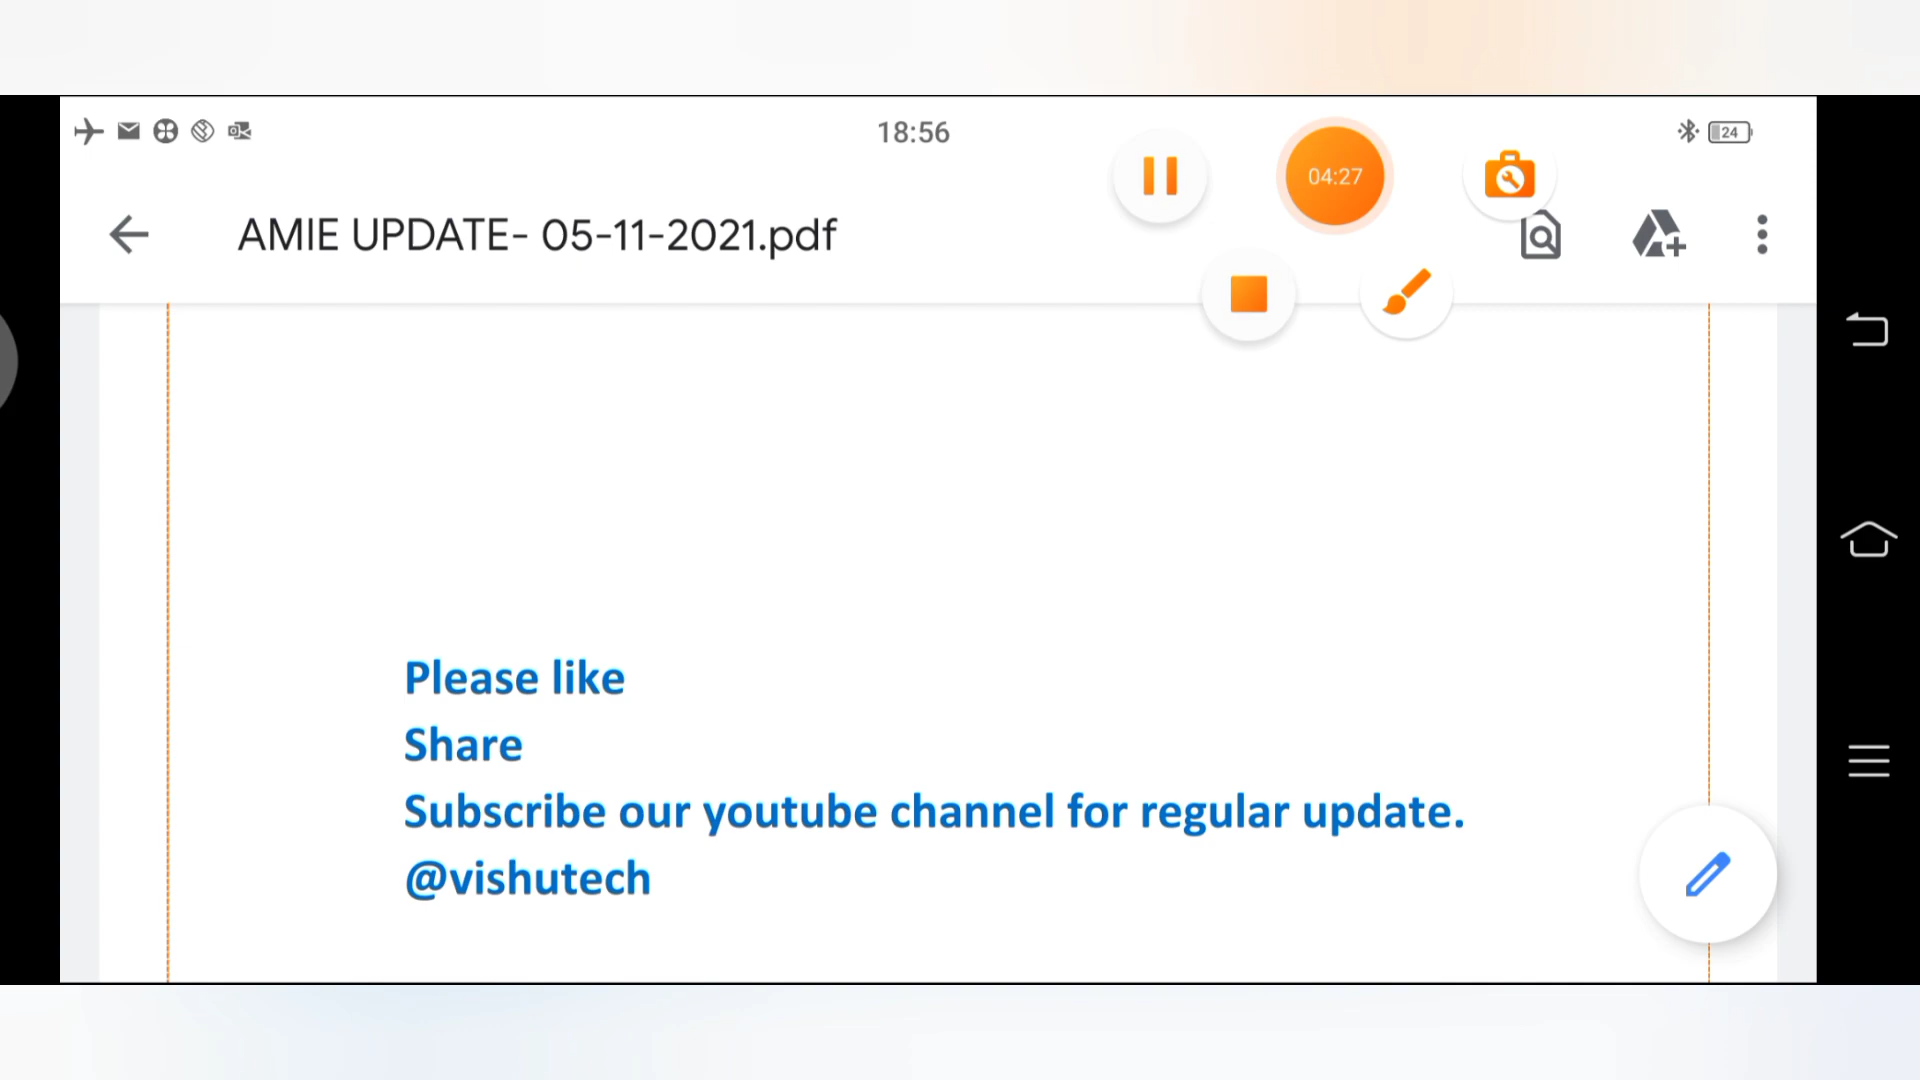 18:56
24
04:27
AMIE UPDATE- 05-11-2021.pdf
Please like
Share
Subscribe our youtube channel for regular update.
@vishutech